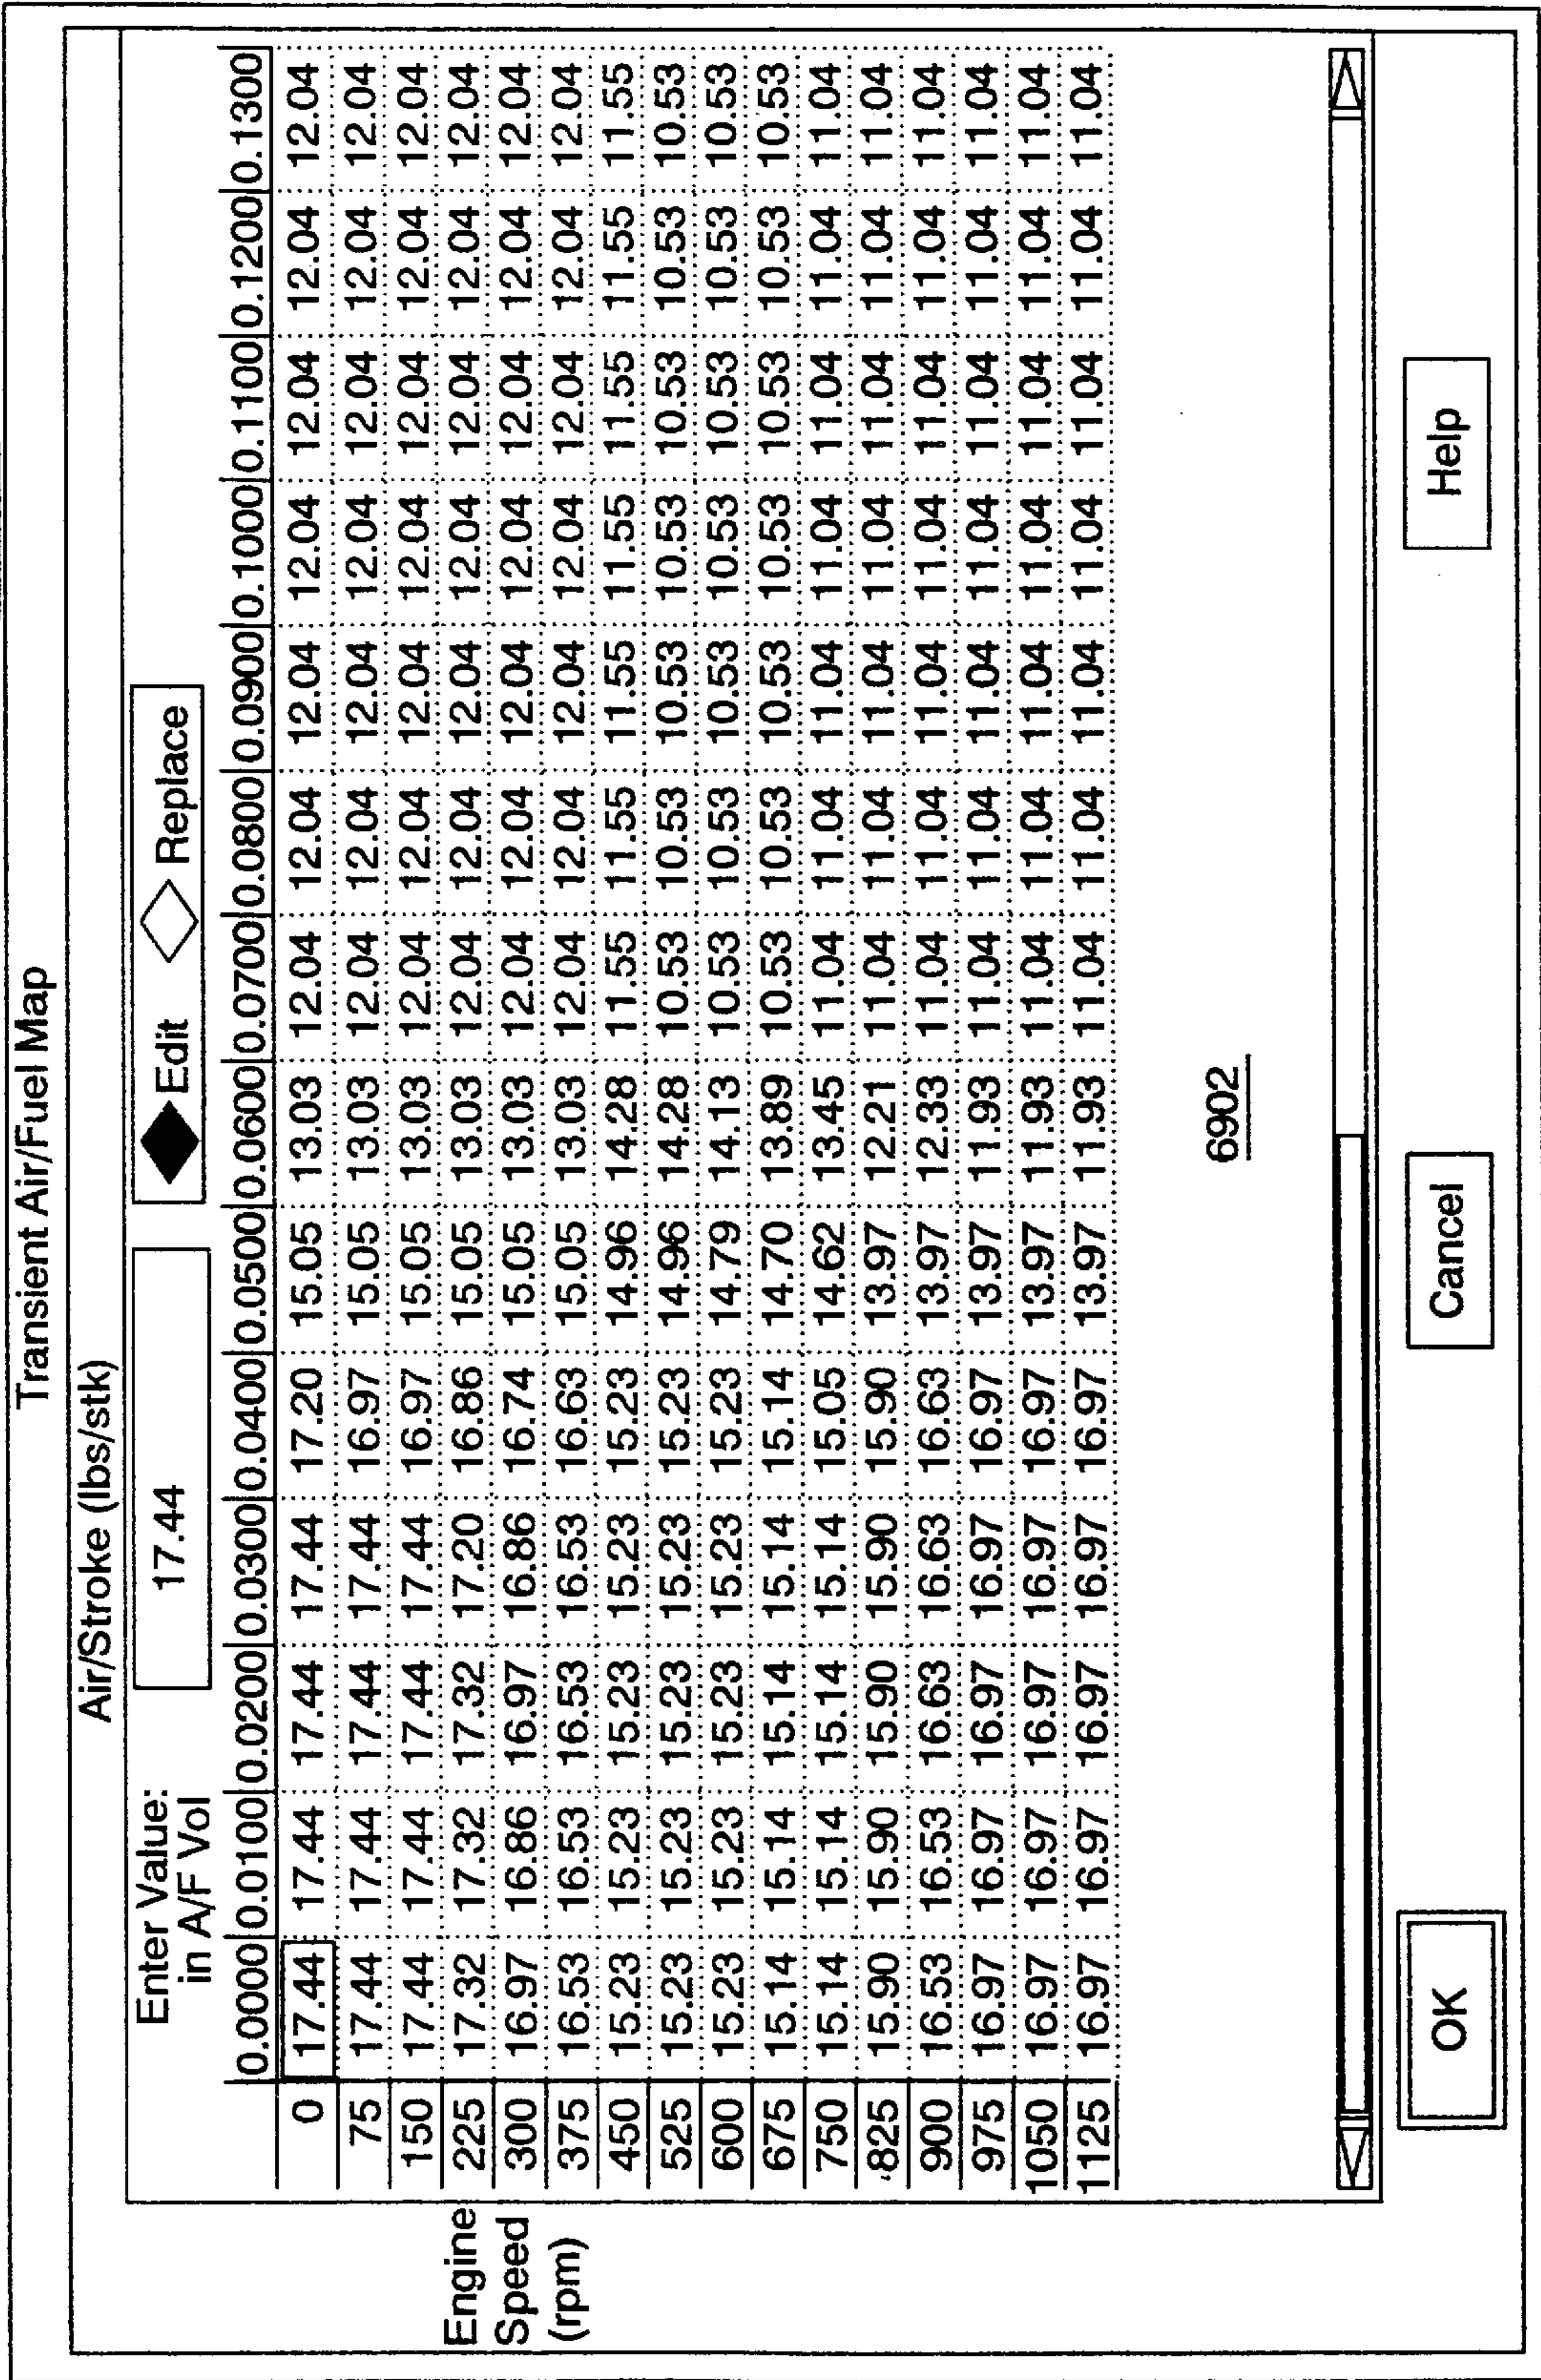 Transient Air/Fuel Map
Air/Stroke (lbs/stk)
Enter Value: 17.44 Edit Replace
in A/F Vol
0.0000 0.0100 0.0200 0.0300 0.0400 0.0500 0.0600 0.0700 0.0800 0.0900 0.1000 0.1100 0.1200 0.1300
0 17.44 17.44 17.44 17.44 17.20 15.05 13.03 12.04 12.04 12.04 12.04 12.04 12.04 12.04
75 17.44 17.44 17.44 17.44 16.97 15.05 13.03 12.04 12.04 12.04 12.04 12.04 12.04 12.04
150 17.44 17.44 17.44 17.44 16.97 15.05 13.03 12.04 12.04 12.04 12.04 12.04 12.04 12.04
Engine 225 17.32 17.32 17.32 17.20 16.86 15.05 13.03 12.04 12.04 12.04 12.04 12.04 12.04 12.04
Speed 300 16.97 16.86 16.97 16.86 16.74 15.05 13.03 12.04 12.04 12.04 12.04 12.04 12.04 12.04
(rpm) 375 16.53 16.53 16.53 16.53 16.63 15.05 13.03 12.04 12.04 12.04 12.04 12.04 12.04 12.04
450 15.23 15.23 15.23 15.23 15.23 14.96 14.28 11.55 11.55 11.55 11.55 11.55 11.55 11.55
525 15.23 15.23 15.23 15.23 15.23 14.96 14.28 10.53 10.53 10.53 10.53 10.53 10.53 10.53
600 15.23 15.23 15.23 15.23 15.23 14.79 14.13 10.53 10.53 10.53 10.53 10.53 10.53 10.53
675 15.14 15.14 15.14 15.14 15.14 14.70 13.89 10.53 10.53 10.53 10.53 10.53 10.53 10.53
750 15.14 15.14 15.14 15.14 15.05 14.62 13.45 11.04 11.04 11.04 11.04 11.04 11.04 11.04
825 15.90 15.90 15.90 15.90 15.90 13.97 12.21 11.04 11.04 11.04 11.04 11.04 11.04 11.04
900 16.53 16.53 16.63 16.63 16.63 13.97 12.33 11.04 11.04 11.04 11.04 11.04 11.04 11.04
975 16.97 16.97 16.97 16.97 16.97 13.97 11.93 11.04 11.04 11.04 11.04 11.04 11.04 11.04
1050 16.97 16.97 16.97 16.97 16.97 13.97 11.93 11.04 11.04 11.04 11.04 11.04 11.04 11.04
1125 16.97 16.97 16.97 16.97 16.97 13.97 11.93 11.04 11.04 11.04 11.04 11.04 11.04 11.04
6902
OK Cancel Help